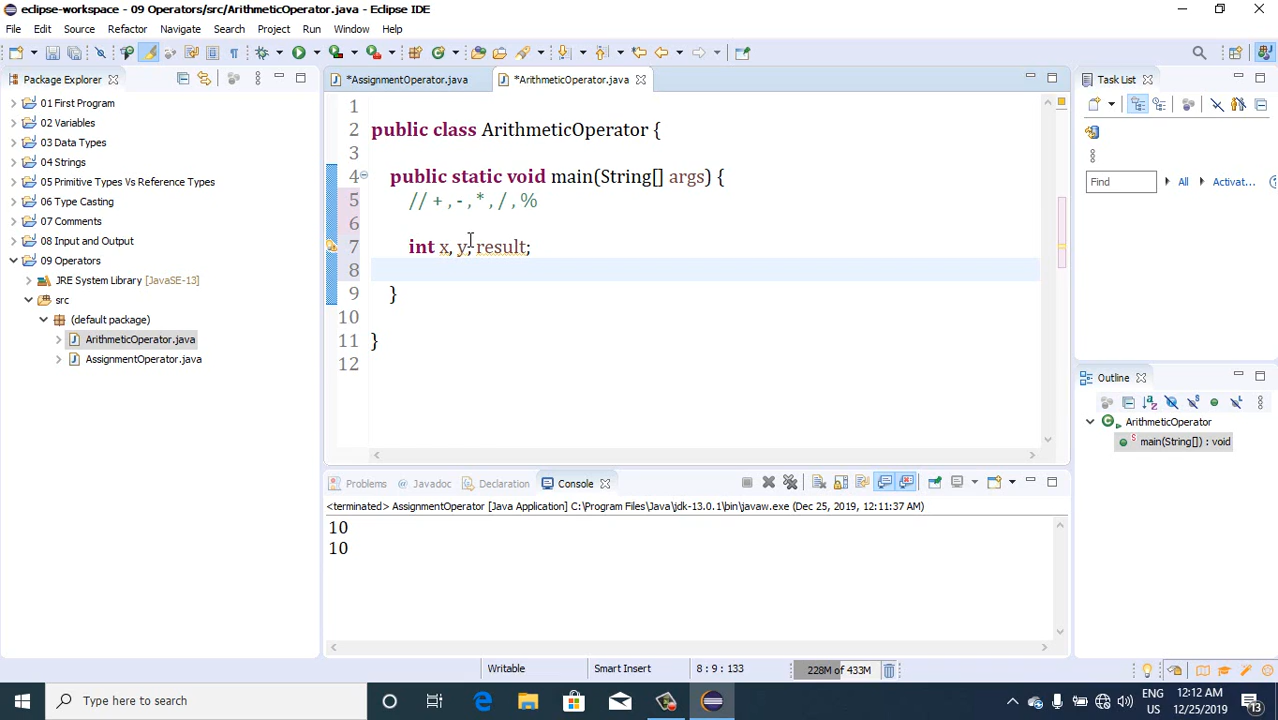 eclipse-workspace - 09 Operators/src/ArithmeticOperator.java - Eclipse IDE
File Edit Source Refactor Navigate Search Project Run Window Help
Package Explorer
*AssignmentOperator.java
*ArithmeticOperator.java
Task List
01 First Program
02 Variables
03 Data Types
04 Strings
05 Primitive Types Vs Reference Types
06 Type Casting
07 Comments
08 Input and Output
09 Operators
JRE System Library [JavaSE-13]
src
(default package)
ArithmeticOperator.java
AssignmentOperator.java
1
2 public class ArithmeticOperator {
3
4 public static void main(String[] args) {
5 // + , - , * , / , %
6
7 int x, y, result;
8
9 }
10
11 }
12
Find All Activat...
Outline
ArithmeticOperator
main(String[]) : void
Problems Javadoc Declaration Console
<terminated> AssignmentOperator [Java Application] C:\Program Files\Java\jdk-13.0.1\bin\javaw.exe (Dec 25, 2019, 12:11:37 AM)
10
10
Writable Smart Insert 8 : 9 : 133 228M of 433M
Type here to search
ENG
US
12:12 AM
12/25/2019
13